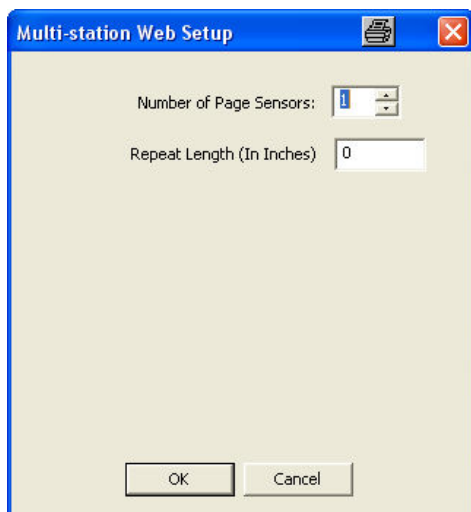 Multi-station Web Setup
Number of Page Sensors: 1
Repeat Length (In Inches) 0
OK Cancel